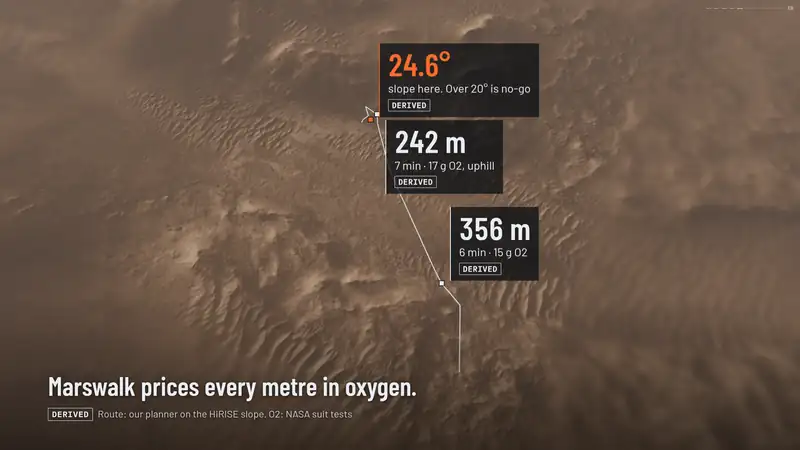 24.6°
slope here. Over 20° is no-go
DERIVED
242 m
7 min · 17 g O2, uphill
DERIVED
356 m
6 min · 15 g O2
DERIVED
Marswalk prices every metre in oxygen.
DERIVED Route: our planner on the HiRISE slope. O2: NASA suit tests